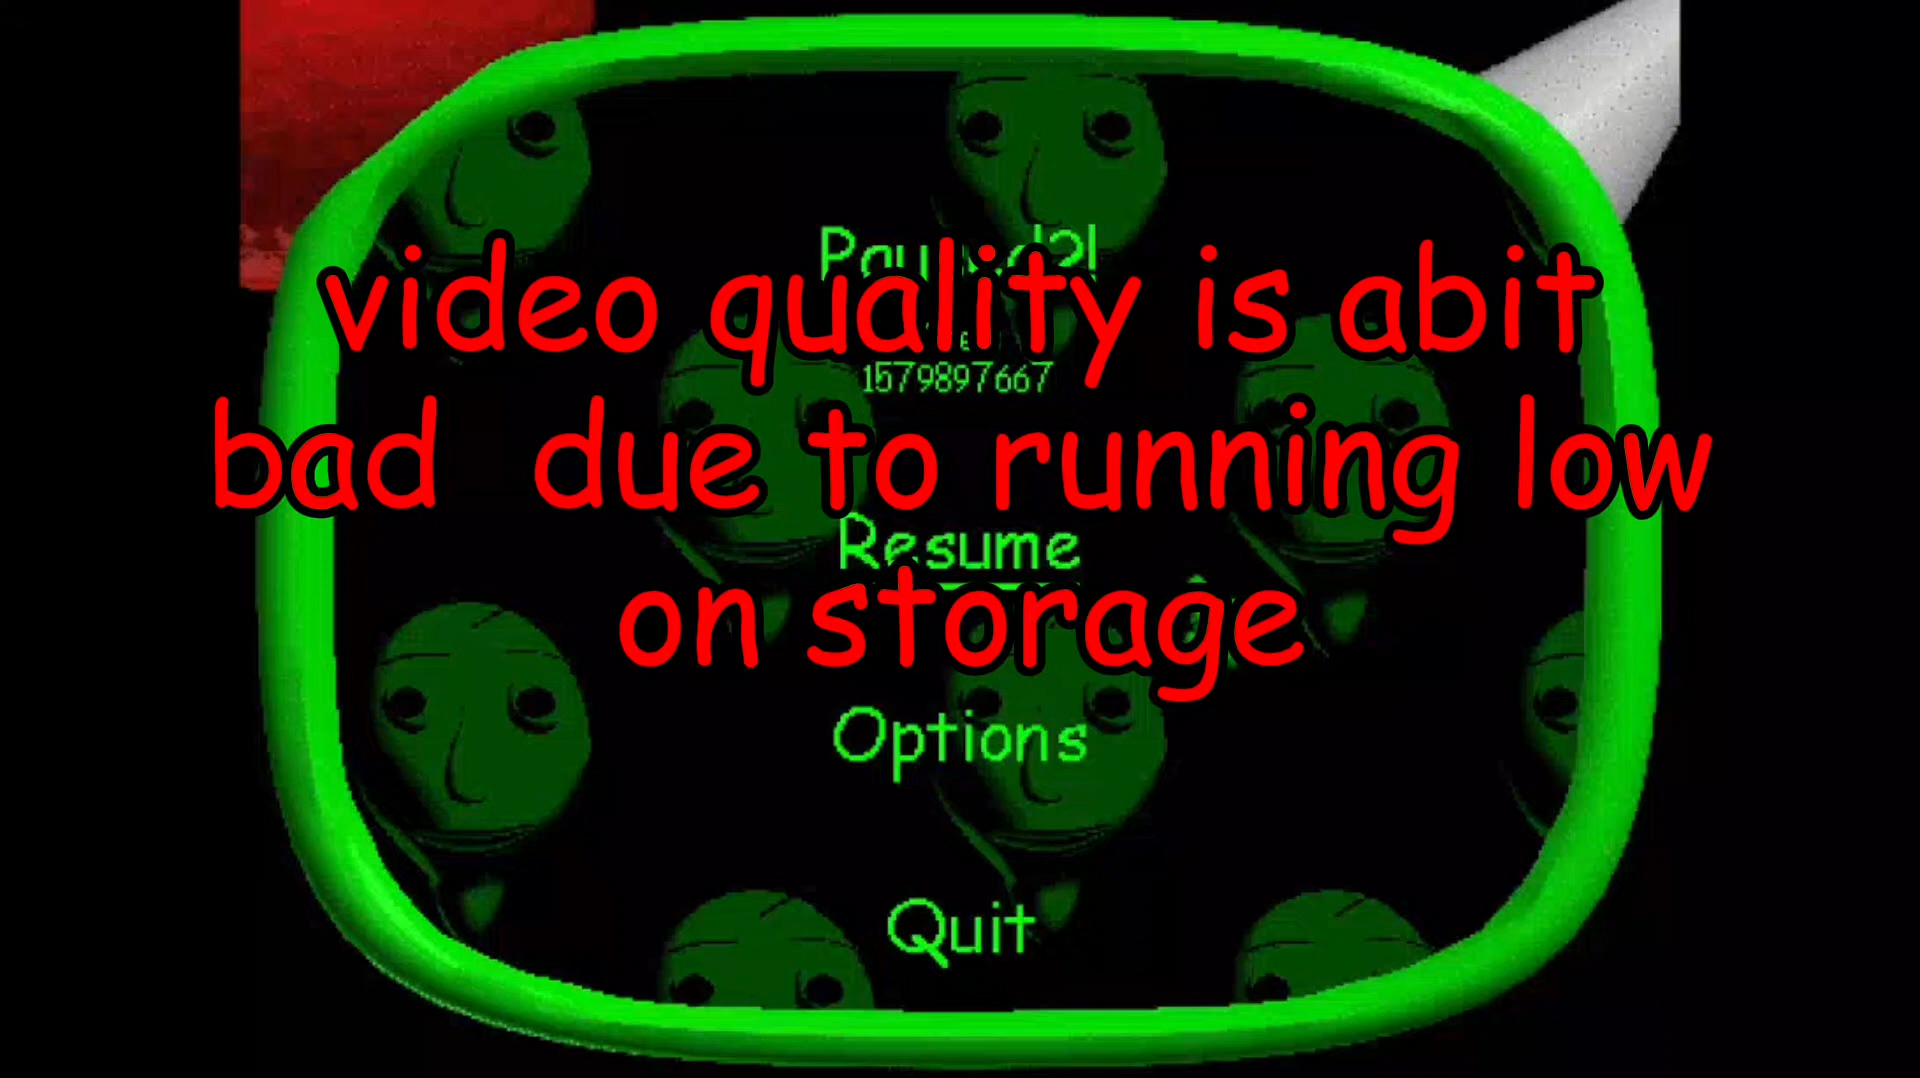 video quality is abit
1579897667
bad due to running low
Resume
on storage
Options
Quit